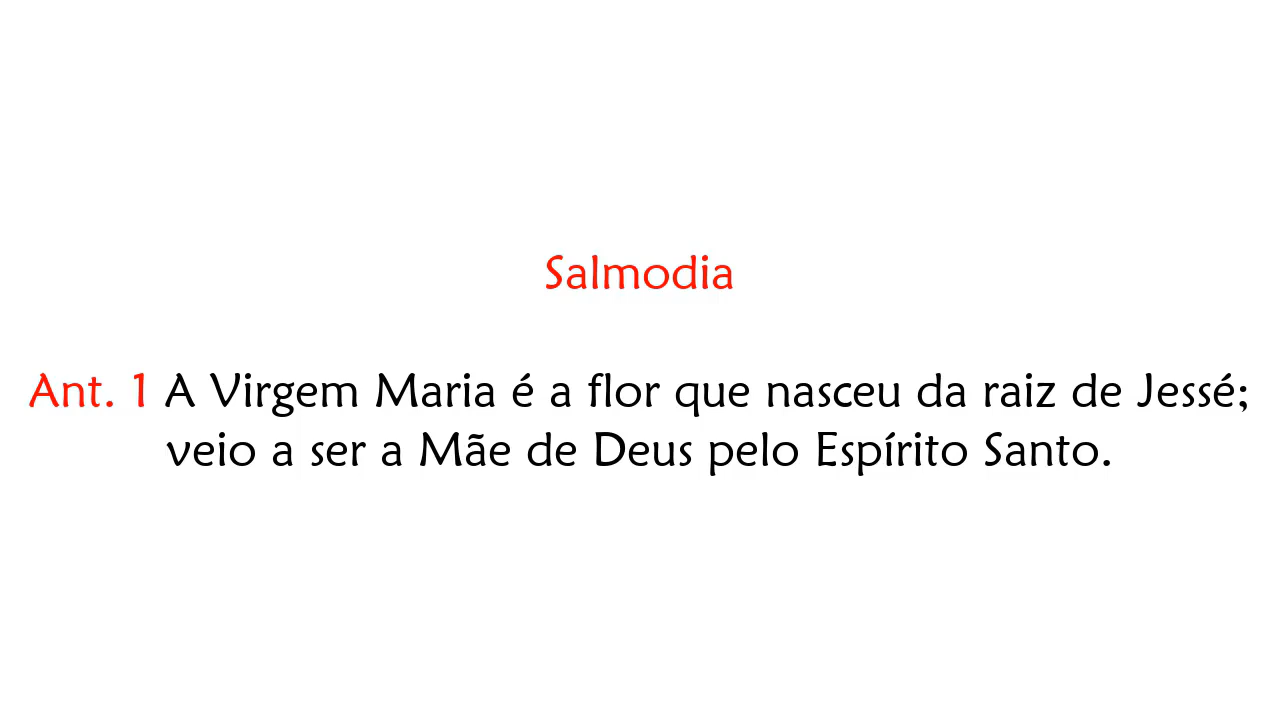 Salmodia
Ant. 1 A Virgem Maria é a flor que nasceu da raiz de Jessé;
veio a ser a Mãe de Deus pelo Espírito Santo.